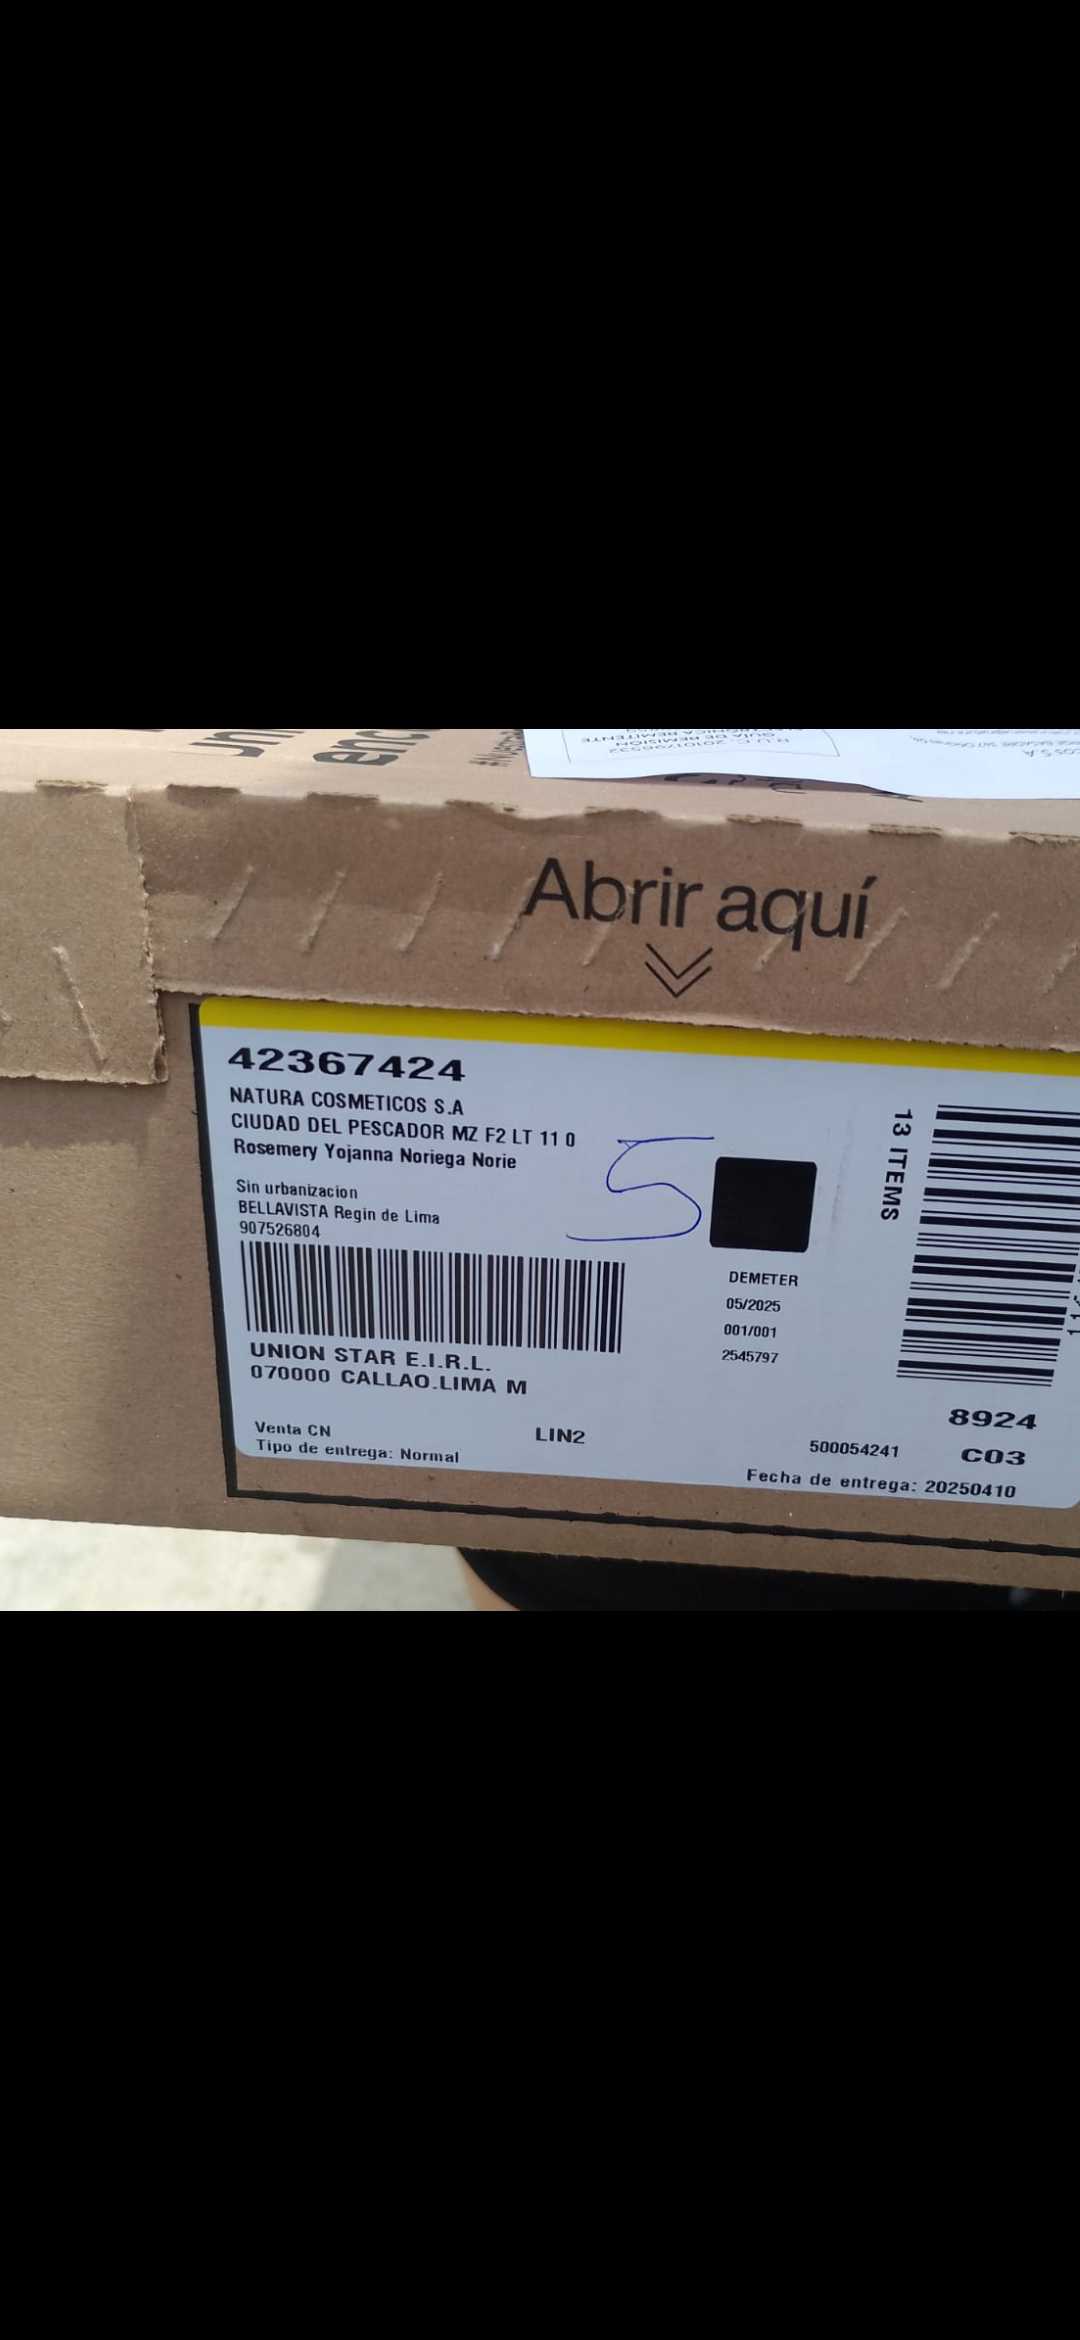 Abrir aquí
42367424
NATURA COSMETICOS S.A
CIUDAD DEL PESCADOR MZ F2 LT 11 0
Rosemery Yojanna Noriega Norie
Sin urbanizacion
BELLAVISTA Regin de Lima
907526804
5
UNION STAR E.I.R.L.
070000 CALLAO.LIMA M
Venta CN
Tipo de entrega: Normal
LIN2
DEMETER
05/2025
001/001
2545797
13 ITEMS
8924
500054241
C03
Fecha de entrega: 20250410